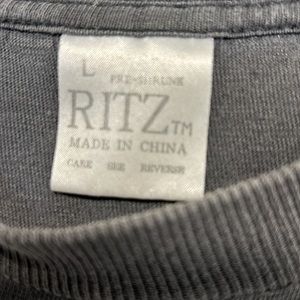 L
PRE-SHRUNK
RITZ™
MADE IN CHINA
CARE SEE REVERSE